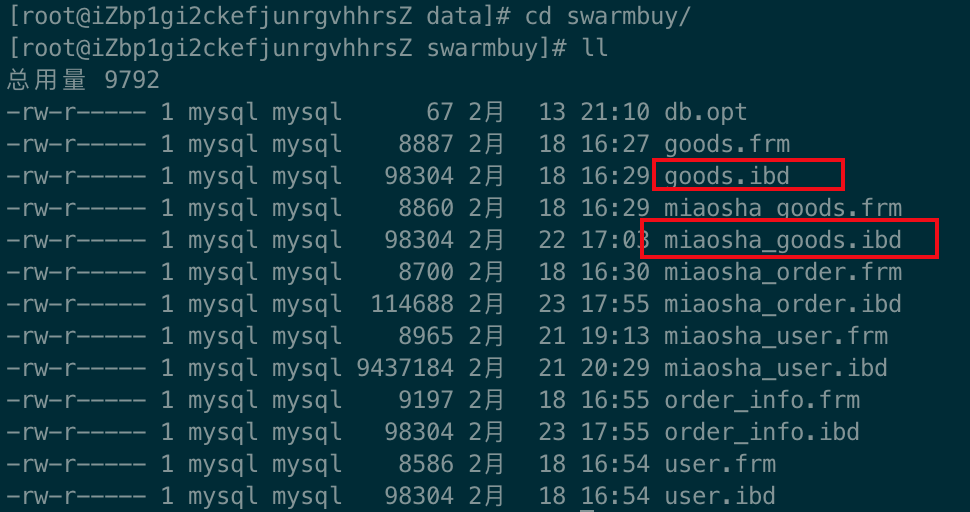 [root@iZbp1gi2ckefjunrgvhhrsZ data]# cd swarmbuy/
[root@iZbp1gi2ckefjunrgvhhrsZ swarmbuy]# ll
总用量 9792
-rw-r----- 1 mysql mysql      67 2月  13 21:10 db.opt
-rw-r----- 1 mysql mysql    8887 2月  18 16:27 goods.frm
-rw-r----- 1 mysql mysql   98304 2月  18 16:29 goods.ibd
-rw-r----- 1 mysql mysql    8860 2月  18 16:29 miaosha_goods.frm
-rw-r----- 1 mysql mysql   98304 2月  22 17:03 miaosha_goods.ibd
-rw-r----- 1 mysql mysql    8700 2月  18 16:30 miaosha_order.frm
-rw-r----- 1 mysql mysql  114688 2月  23 17:55 miaosha_order.ibd
-rw-r----- 1 mysql mysql    8965 2月  21 19:13 miaosha_user.frm
-rw-r----- 1 mysql mysql 9437184 2月  21 20:29 miaosha_user.ibd
-rw-r----- 1 mysql mysql    9197 2月  18 16:55 order_info.frm
-rw-r----- 1 mysql mysql   98304 2月  23 17:55 order_info.ibd
-rw-r----- 1 mysql mysql    8586 2月  18 16:54 user.frm
-rw-r----- 1 mysql mysql   98304 2月  18 16:54 user.ibd